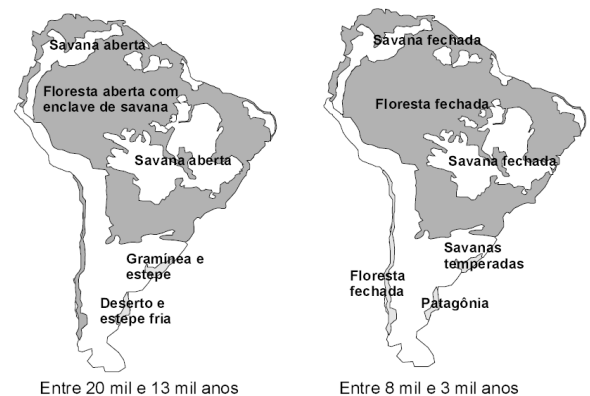 Savana aberta
Floresta aberta com
enclave de savana
Savana aberta
Gramínea e
estepe
Deserto e
estepe fria
Entre 20 mil e 13 mil anos
Savana fechada
Floresta fechada
Savana fechada
Savanas
temperadas
Floresta
fechada
Patagônia
Entre 8 mil e 3 mil anos